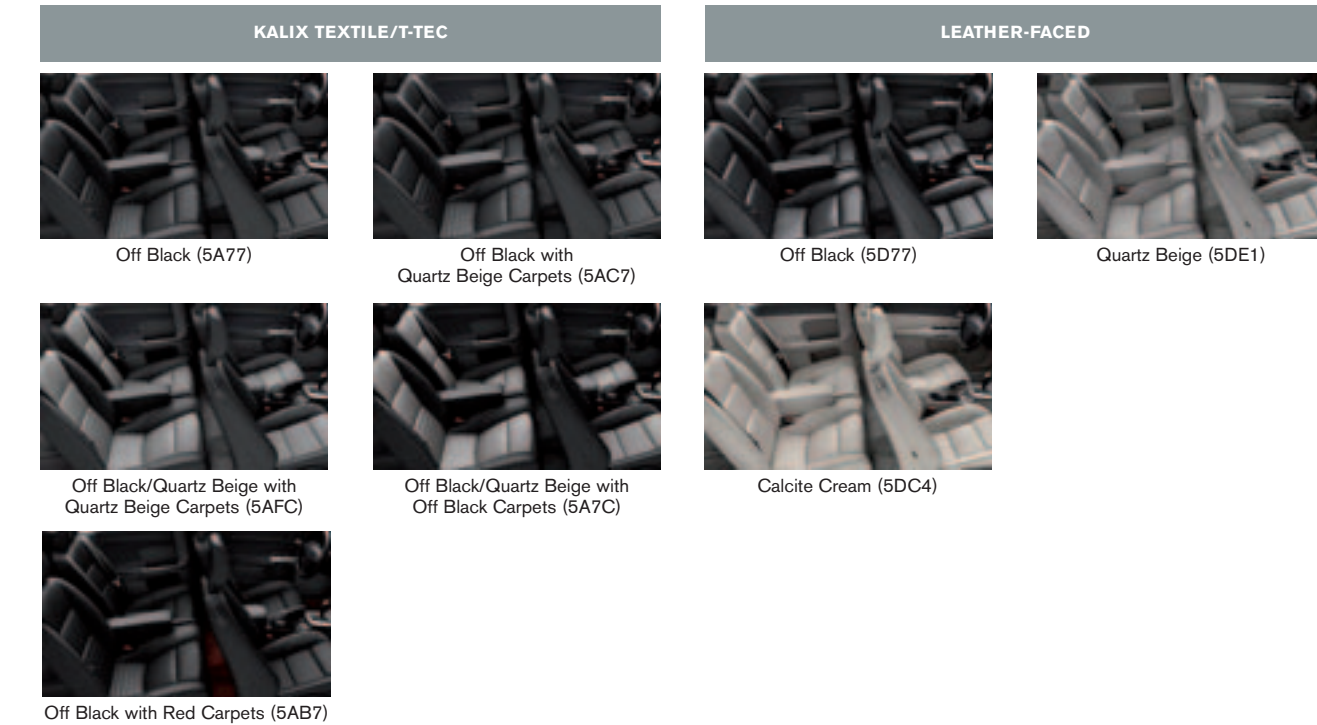 KALIX TEXTILE/T-TEC
LEATHER-FACED
Off Black (5A77)
Off Black with
Quartz Beige Carpets (5AC7)
Off Black (5D77)
Quartz Beige (5DE1)
Off Black/Quartz Beige with
Quartz Beige Carpets (5AFC)
Off Black/Quartz Beige with
Off Black Carpets (5A7C)
Calcite Cream (5DC4)
Off Black with Red Carpets (5AB7)